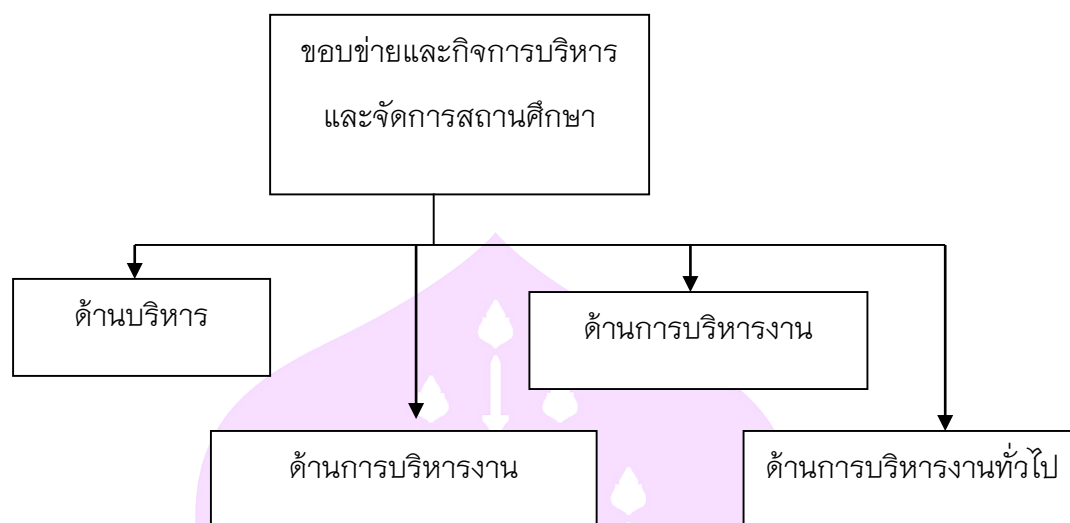 ขอบข่ายและกิจการบริหาร
และจัดการสถานศึกษา
ด้านบริหาร
ด้านการบริหารงาน
ด้านการบริหารงาน
ด้านการบริหารงานทั่วไป